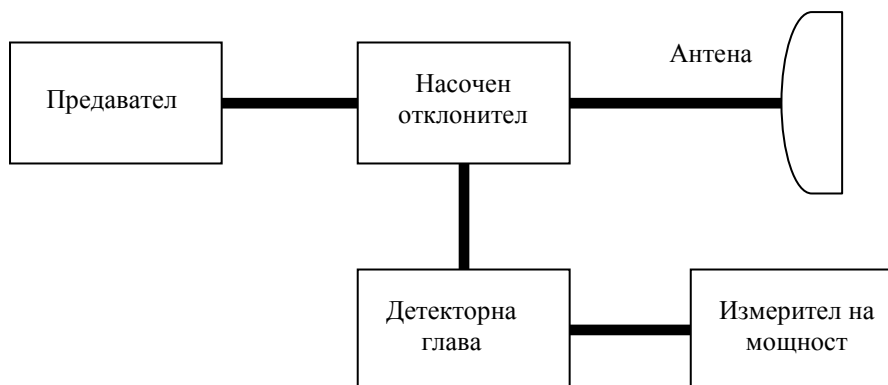 Антена
Предавател
Насочен
отклонител
Детекторна
глава
Измерител на
мощност